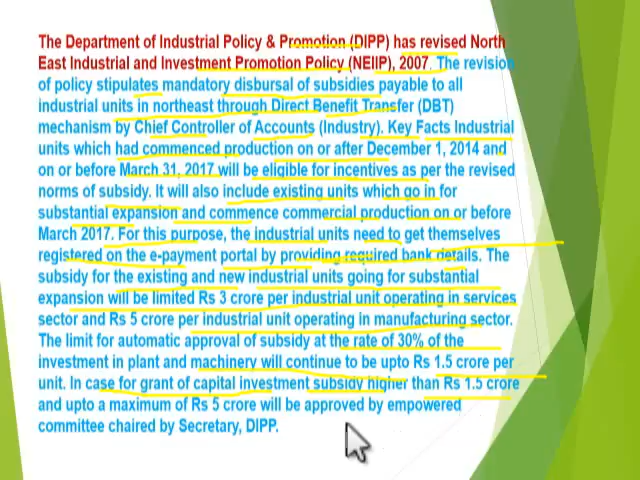 The Department of Industrial Policy & Promotion (DIPP) has revised North
East Industrial and Investment Promotion Policy (NEIIP), 2007. The revision
of policy stipulates mandatory disbursal of subsidies payable to all
industrial units in northeast through Direct Benefit Transfer (DBT)
mechanism by Chief Controller of Accounts (Industry). Key Facts Industrial
units which had commenced production on or after December 1, 2014 and
on or before March 31, 2017 will be eligible for incentives as per the revised
norms of subsidy. It will also include existing units which go in for
substantial expansion and commence commercial production on or before
March 2017. For this purpose, the industrial units need to get themselves
registered on the e-payment portal by providing required bank details. The
subsidy for the existing and new industrial units going for substantial
expansion will be limited Rs 3 crore per industrial unit operating in services
sector and Rs 5 crore per industrial unit operating in manufacturing sector.
The limit for automatic approval of subsidy at the rate of 30% of the
investment in plant and machinery will continue to be upto Rs 1.5 crore per
unit. In case for grant of capital investment subsidy higher than Rs 1.5 crore
and upto a maximum of Rs 5 crore will be approved by empowered
committee chaired by Secretary, DIPP.